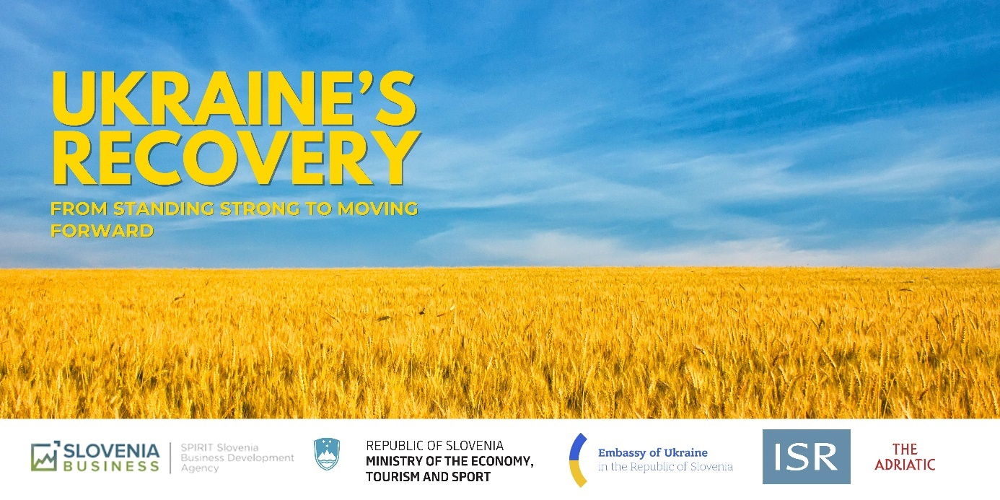 UKRAINE’S
RECOVERY
FROM STANDING STRONG TO MOVING
FORWARD
SLOVENIA
BUSINESS
SPIRIT Slovenia
Business Development
Agency
REPUBLIC OF SLOVENIA
MINISTRY OF THE ECONOMY,
TOURISM AND SPORT
Embassy of Ukraine
in the Republic of Slovenia
ISR
THE
ADRIATIC